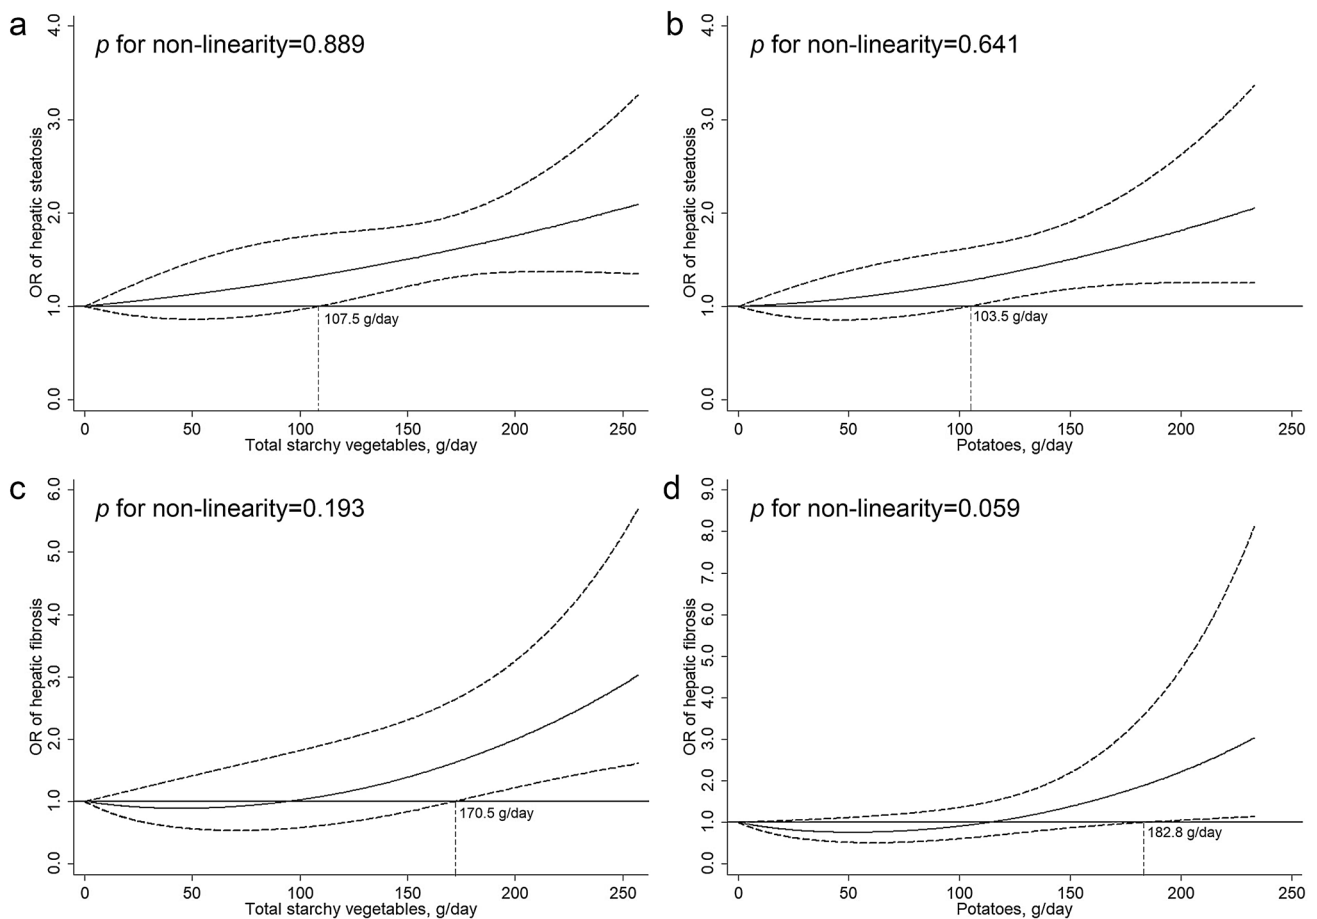 a
p for non-linearity=0.889
OR of hepatic steatosis
4.0
3.0
2.0
1.0
0.0
107.5 g/day
0 50 100 150 200 250
Total starchy vegetables, g/day
b
p for non-linearity=0.641
OR of hepatic steatosis
4.0
3.0
2.0
1.0
0.0
103.5 g/day
0 50 100 150 200 250
Potatoes, g/day
c
p for non-linearity=0.193
OR of hepatic fibrosis
6.0
5.0
4.0
3.0
2.0
1.0
0.0
170.5 g/day
0 50 100 150 200 250
Total starchy vegetables, g/day
d
p for non-linearity=0.059
OR of hepatic fibrosis
9.0
8.0
7.0
6.0
5.0
4.0
3.0
2.0
1.0
0.0
182.8 g/day
0 50 100 150 200 250
Potatoes, g/day